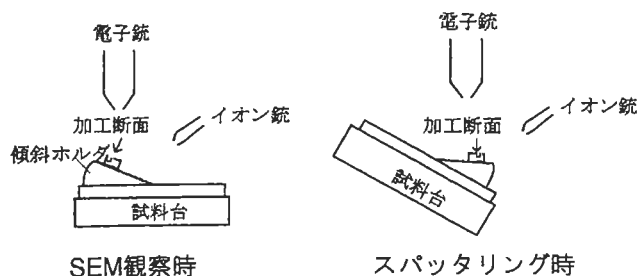 電子銃
イオン銃
加工断面
傾斜ホルダ
試料台
SEM観察時
電子銃
イオン銃
加工断面
試料台
スパッタリング時